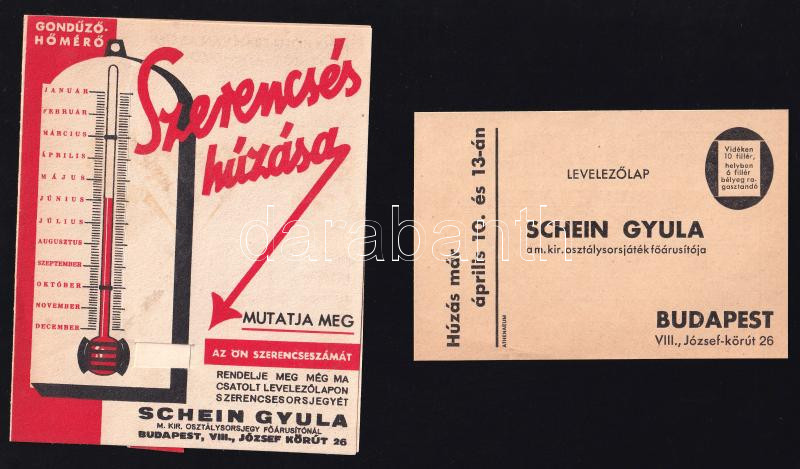 GONDŰZŐ-
HŐMÉRŐ
Szerencsés
húzása
JANUÁR
FEBRUÁR
MÁRCIUS
ÁPRILIS
MÁJUS
JÚNIUS
JÚLIUS
AUGUSZTUS
SZEPTEMBER
OKTÓBER
NOVEMBER
DECEMBER
MUTATJA MEG
AZ ÖN SZERENCSESZÁMÁT
RENDELJE MEG MÉG MA
CSATOLT LEVELEZŐLAPON
SZERENCSESORSJEGYÉT
SCHEIN GYULA
M. KIR. OSZTÁLYSORSJEGY FŐÁRUSÍTÓNÁL
BUDAPEST, VIII., JÓZSEF KÖRÚT 26
Húzás már
április 10. és 13-án
ATHENAEUM
LEVELEZŐLAP
Vidéken
10 fillér,
helyben
6 fillér
bélyeg ra-
gasztandó
SCHEIN GYULA
a m. kir. osztálysorsjáték főárusítója
BUDAPEST
VIII., József-körút 26
darabanth